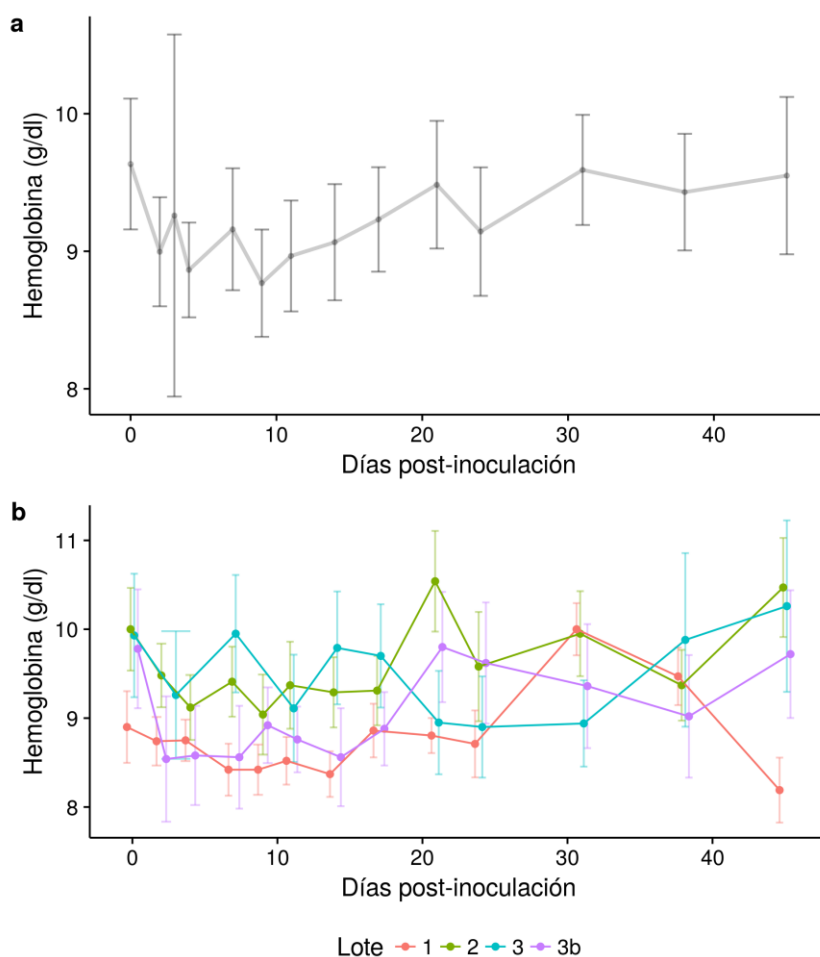 a
Hemoglobina (g/dl)
10
9
8
0 10 20 30 40
Días post-inoculación
b
Hemoglobina (g/dl)
11
10
9
8
0 10 20 30 40
Días post-inoculación
Lote 1 2 3 3b